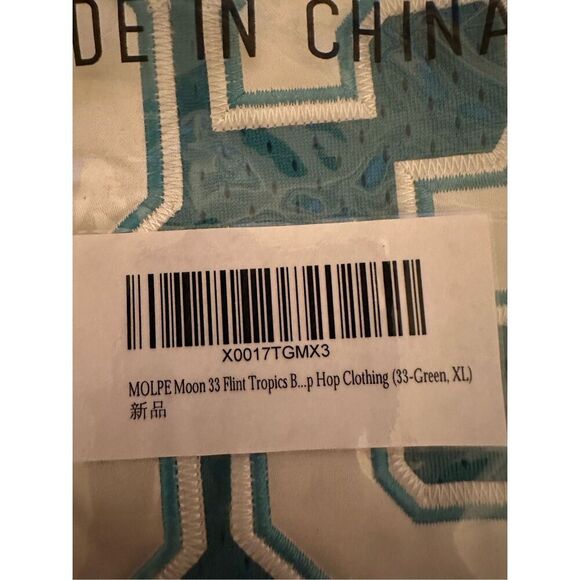 DE IN CHINA
X0017TGMX3
MOLPE Moon 33 Flint Tropics B...p Hop Clothing (33-Green, XL)
新品